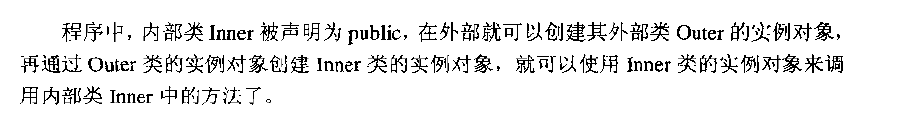 程序中，内部类 Inner 被声明为 public，在外部就可以创建其外部类 Outer 的实例对象，
再通过 Outer 类的实例对象创建 Inner 类的实例对象，就可以使用 Inner 类的实例对象来调
用内部类 Inner 中的方法了。